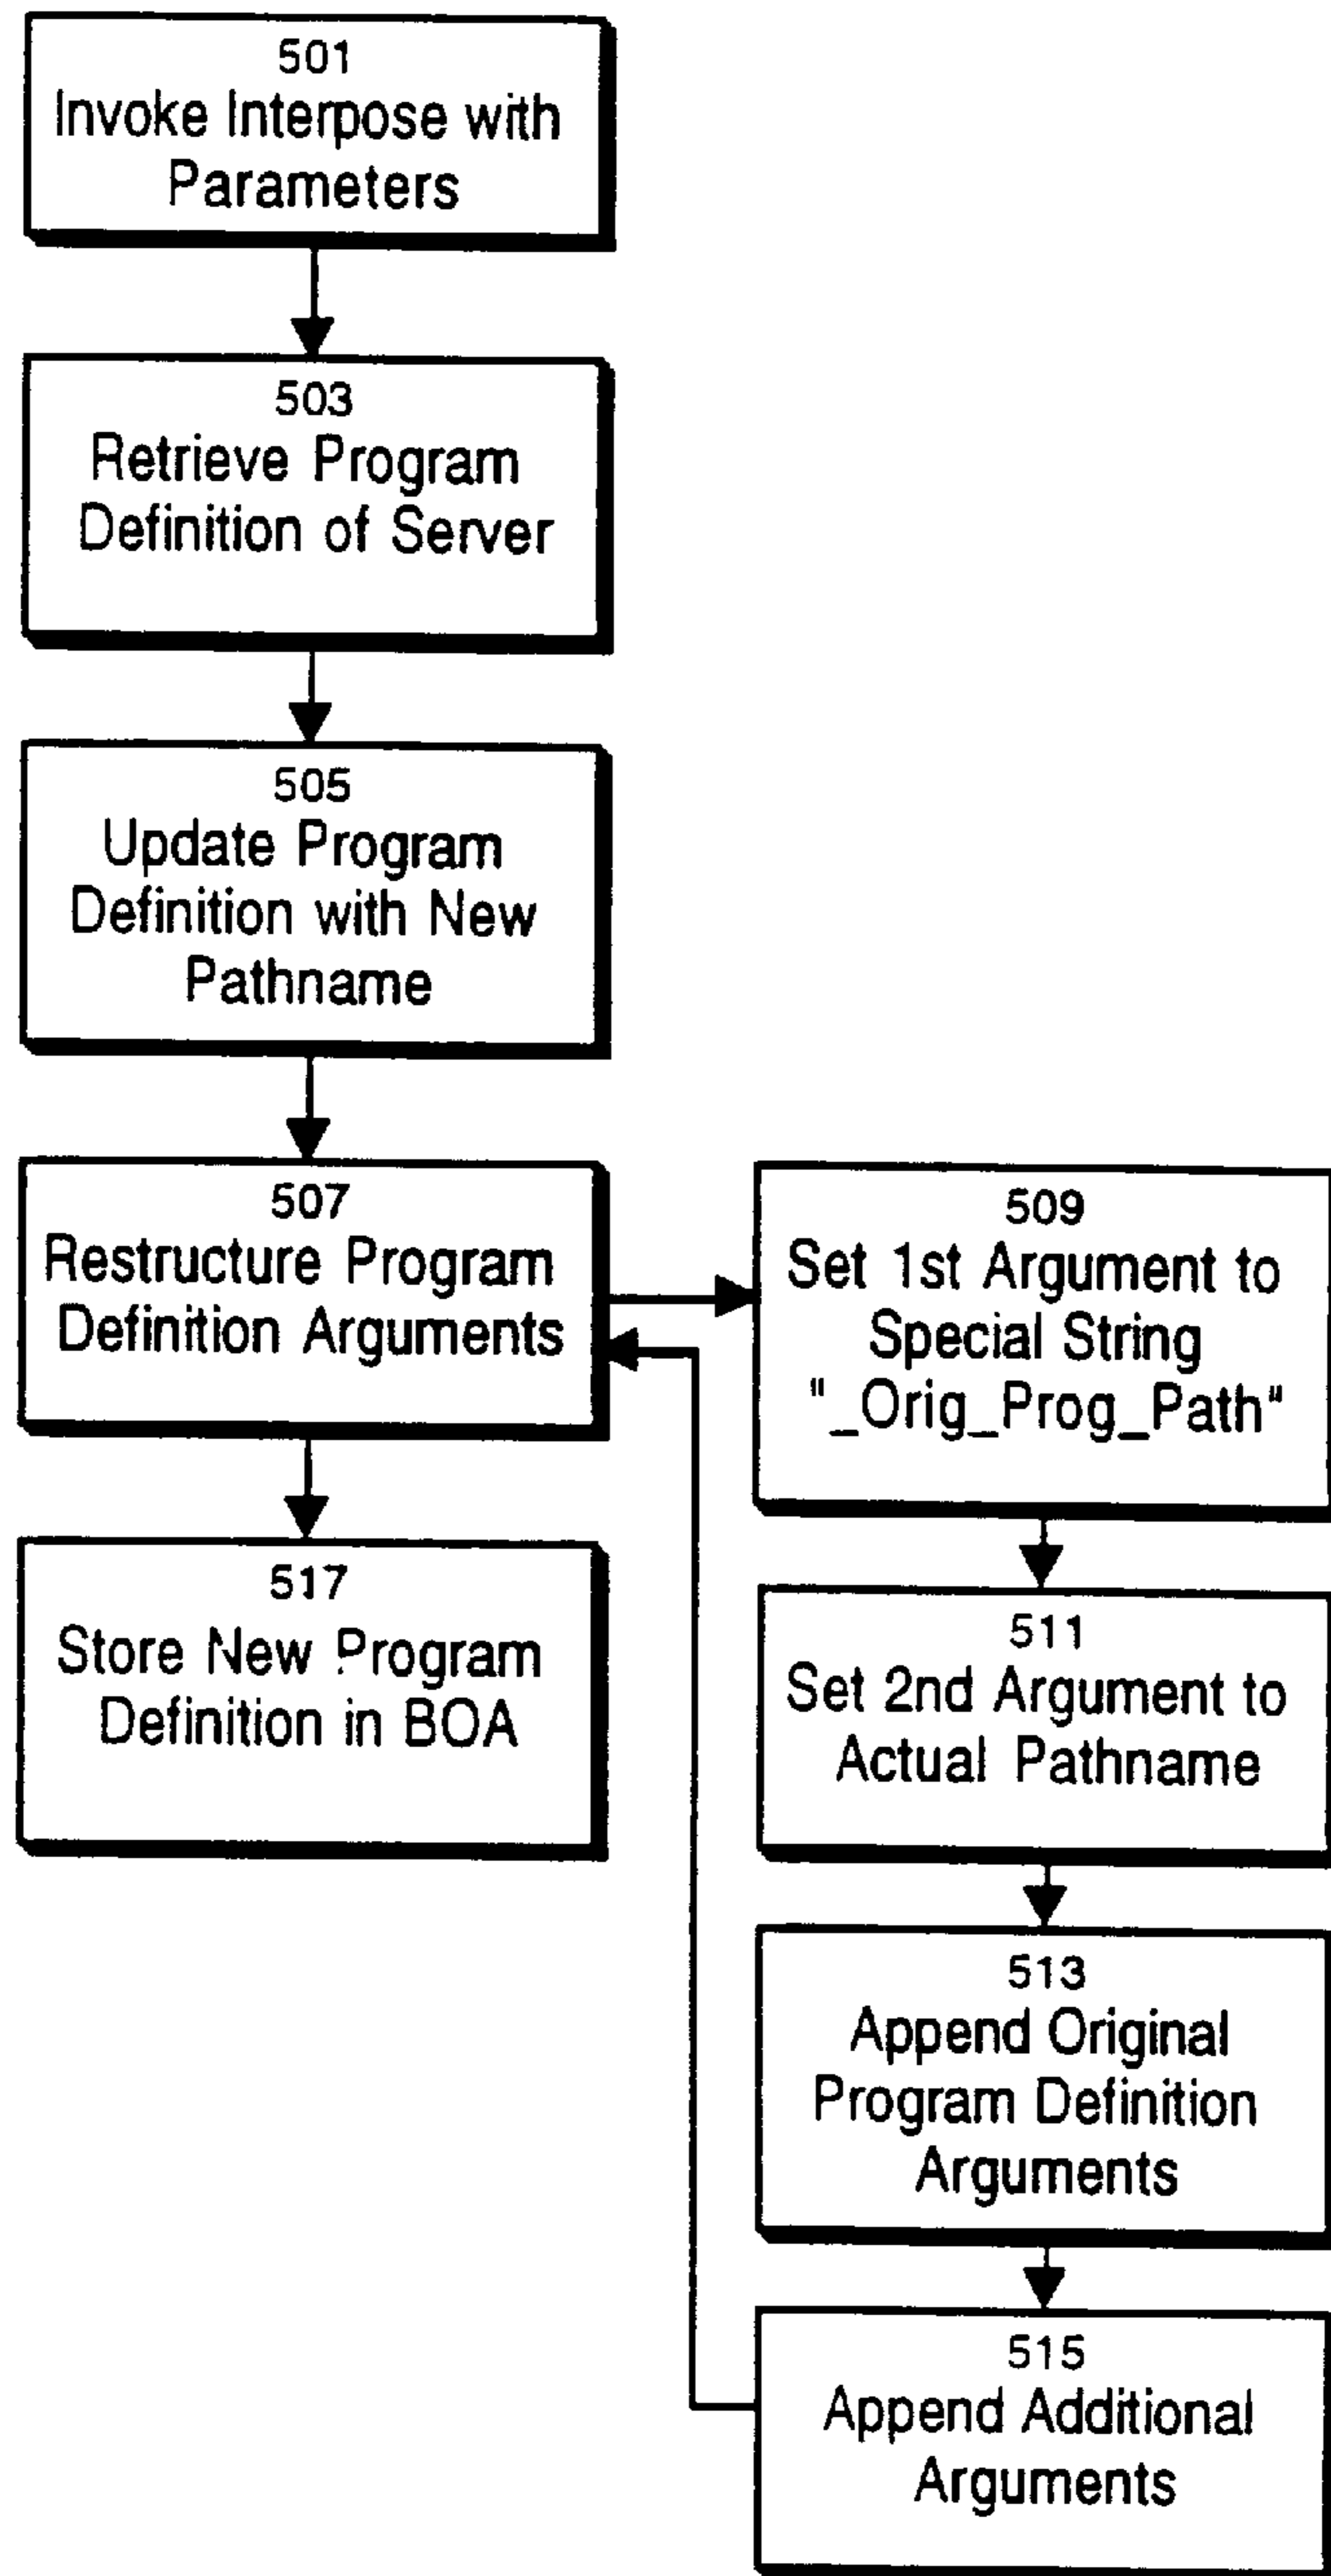 501
Invoke Interpose with
Parameters
503
Retrieve Program
Definition of Server
505
Update Program
Definition with New
Pathname
507
Restructure Program
Definition Arguments
509
Set 1st Argument to
Special String
"_Orig_Prog_Path"
511
Set 2nd Argument to
Actual Pathname
513
Append Original
Program Definition
Arguments
515
Append Additional
Arguments
517
Store New Program
Definition in BOA